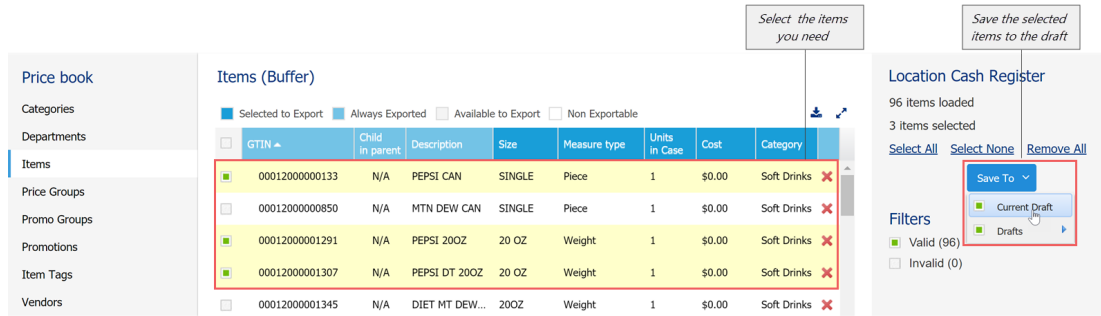 Select the items
you need
Save the selected
items to the draft
Price book
Categories
Departments
Items
Price Groups
Promo Groups
Promotions
Item Tags
Vendors
Items (Buffer)
Selected to Export Always Exported Available to Export Non Exportable
GTIN Child in parent Description Size Measure type Units in Case Cost Category
00012000000133 N/A PEPSI CAN SINGLE Piece 1 $0.00 Soft Drinks
00012000000850 N/A MTN DEW CAN SINGLE Piece 1 $0.00 Soft Drinks
00012000001291 N/A PEPSI 20OZ 20 OZ Weight 1 $0.00 Soft Drinks
00012000001307 N/A PEPSI DT 20OZ 20 OZ Weight 1 $0.00 Soft Drinks
00012000001345 N/A DIET MT DEW... 20OZ Weight 1 $0.00 Soft Drinks
Location Cash Register
96 items loaded
3 items selected
Select All Select None Remove All
Save To
Current Draft
Drafts
Filters
Valid (96)
Invalid (0)